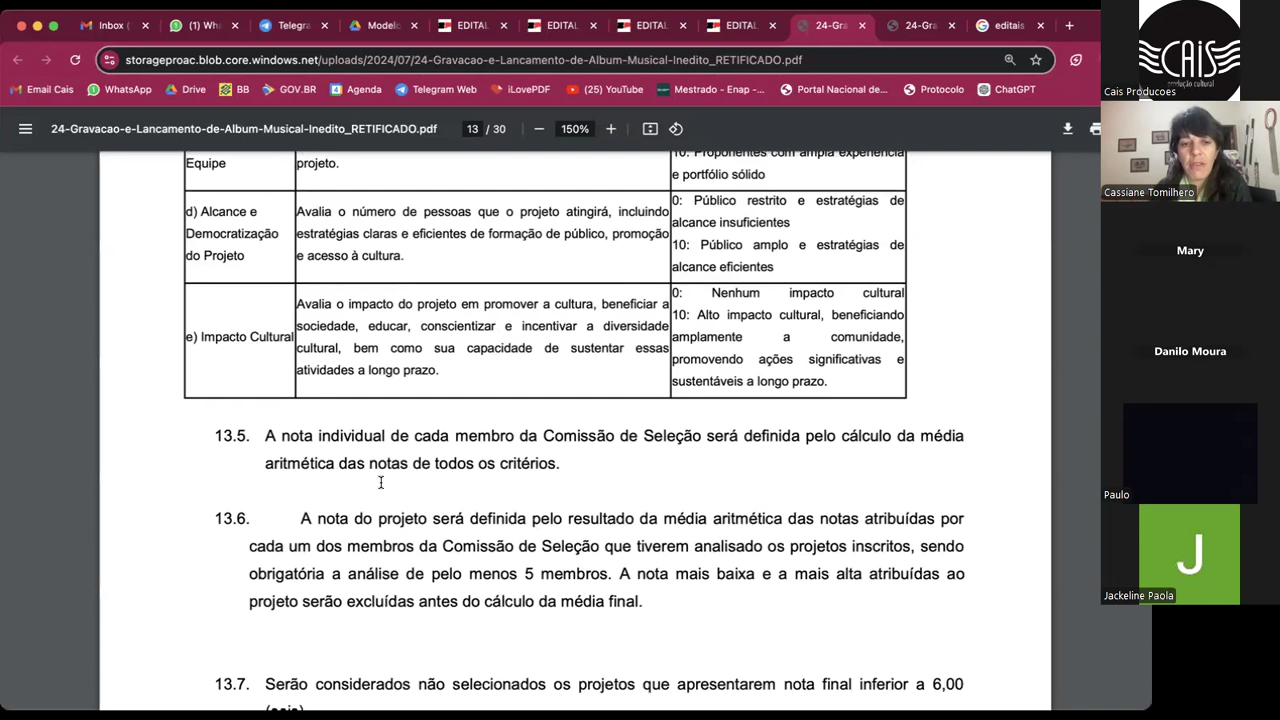 Inbox (
(1) Wha
Telegra
Modelo
EDITAL
EDITAL
EDITAL
EDITAL
24-Gra
24-Gra
editais
storageproac.blob.core.windows.net/uploads/2024/07/24-Gravacao-e-Lancamento-de-Album-Musical-Inedito_RETIFICADO.pdf
Email Cais
WhatsApp
Drive
BB
GOV.BR
Agenda
Telegram Web
iLovePDF
(25) YouTube
Mestrado - Enap -...
Portal Nacional de...
Protocolo
ChatGPT
24-Gravacao-e-Lancamento-de-Album-Musical-Inedito_RETIFICADO.pdf
13 / 30
150%
Equipe
projeto.
10: Proponentes com ampla experiência
e portfólio sólido
d) Alcance e
Democratização
do Projeto
Avalia o número de pessoas que o projeto atingirá, incluindo
estratégias claras e eficientes de formação de público, promoção
e acesso à cultura.
0: Público restrito e estratégias de
alcance insuficientes
10: Público amplo e estratégias de
alcance eficientes
e) Impacto Cultural
Avalia o impacto do projeto em promover a cultura, beneficiar a
sociedade, educar, conscientizar e incentivar a diversidade
cultural, bem como sua capacidade de sustentar essas
atividades a longo prazo.
0: Nenhum impacto cultural
10: Alto impacto cultural, beneficiando
amplamente a comunidade,
promovendo ações significativas e
sustentáveis a longo prazo.
13.5. A nota individual de cada membro da Comissão de Seleção será definida pelo cálculo da média
aritmética das notas de todos os critérios.
13.6. A nota do projeto será definida pelo resultado da média aritmética das notas atribuídas por
cada um dos membros da Comissão de Seleção que tiverem analisado os projetos inscritos, sendo
obrigatória a análise de pelo menos 5 membros. A nota mais baixa e a mais alta atribuídas ao
projeto serão excluídas antes do cálculo da média final.
13.7. Serão considerados não selecionados os projetos que apresentarem nota final inferior a 6,00
(seis)
CAIS
produção cultural
Cais Producoes
Cassiane Tomilhero
Mary
Danilo Moura
Paulo
J
Jackeline Paola